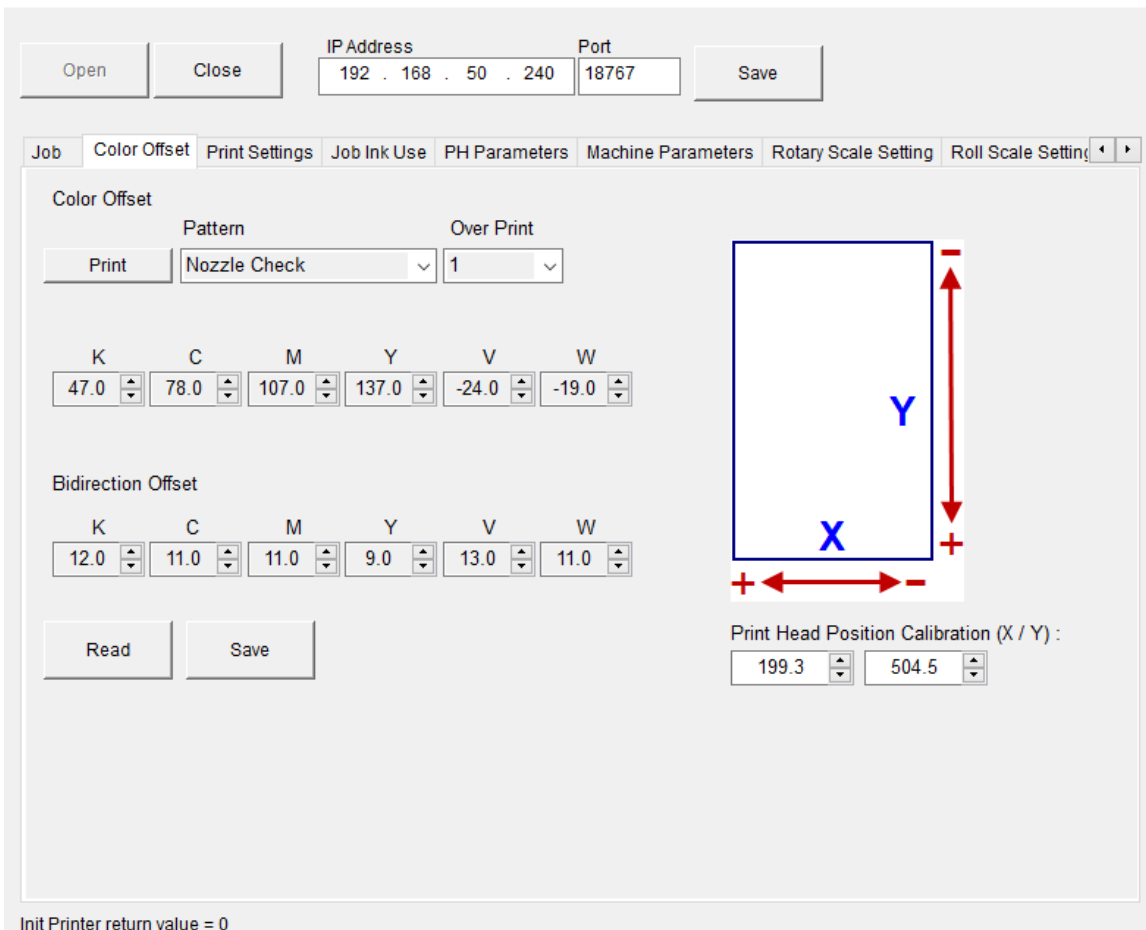 IP Address Port
Open Close 192 . 168 . 50 . 240 18767 Save
Job Color Offset Print Settings Job Ink Use PH Parameters Machine Parameters Rotary Scale Setting Roll Scale Setting
Color Offset
Pattern Over Print
Print Nozzle Check 1
K C M Y V W
47.0 78.0 107.0 137.0 -24.0 -19.0
Bidirection Offset
K C M Y V W
12.0 11.0 11.0 9.0 13.0 11.0
Read Save
-
Y
X +
+ -
Print Head Position Calibration (X / Y) :
199.3 504.5
Init Printer return value = 0